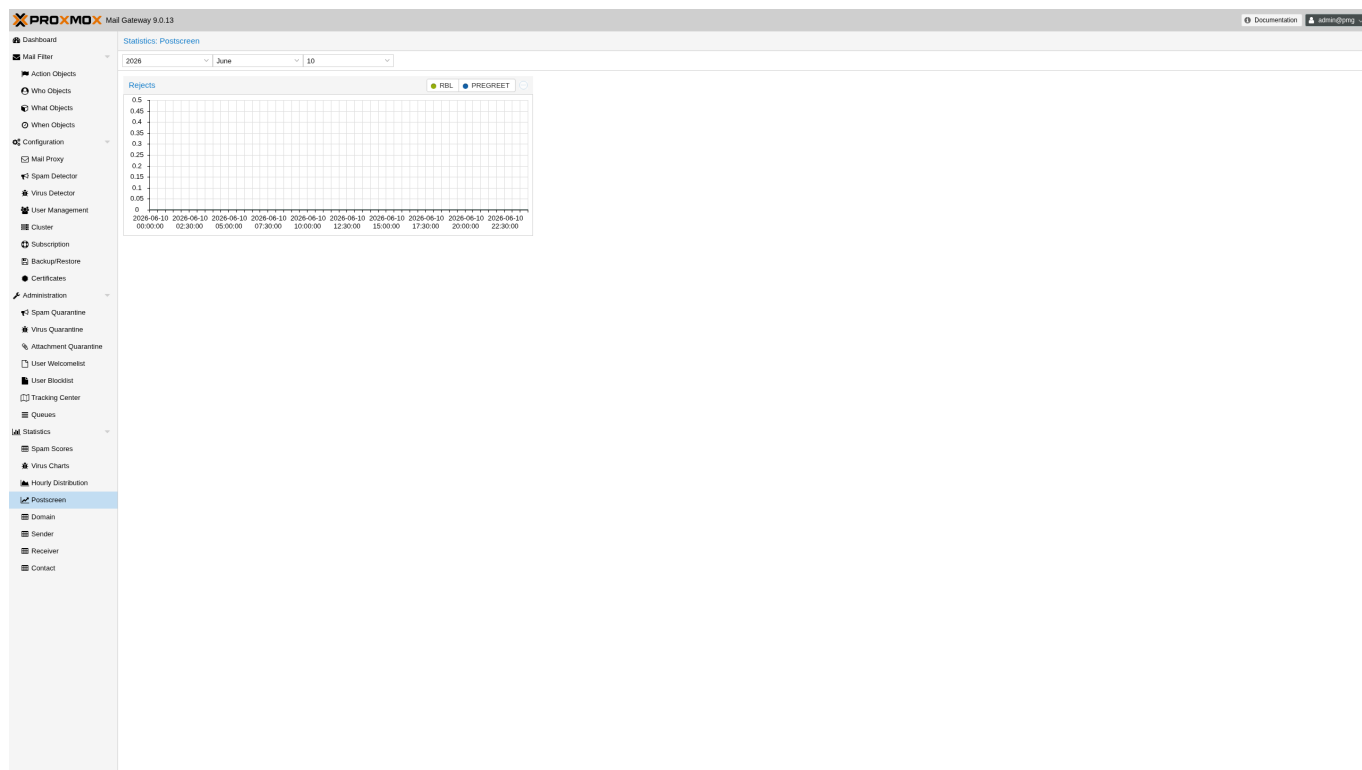 PROXMOX Mail Gateway 9.0.13
Documentation
admin@pmg
Dashboard
Mail Filter
Action Objects
Who Objects
What Objects
When Objects
Configuration
Mail Proxy
Spam Detector
Virus Detector
User Management
Cluster
Subscription
Backup/Restore
Certificates
Administration
Spam Quarantine
Virus Quarantine
Attachment Quarantine
User Welcomelist
User Blocklist
Tracking Center
Queues
Statistics
Spam Scores
Virus Charts
Hourly Distribution
Postscreen
Domain
Sender
Receiver
Contact
Statistics: Postscreen
2026 June 10
Rejects
RBL PREGREET
0.5
0.45
0.4
0.35
0.3
0.25
0.2
0.15
0.1
0.05
0
2026-06-10 2026-06-10 2026-06-10 2026-06-10 2026-06-10 2026-06-10 2026-06-10 2026-06-10 2026-06-10 2026-06-10
00:00:00 02:30:00 05:00:00 07:30:00 10:00:00 12:30:00 15:00:00 17:30:00 20:00:00 22:30:00